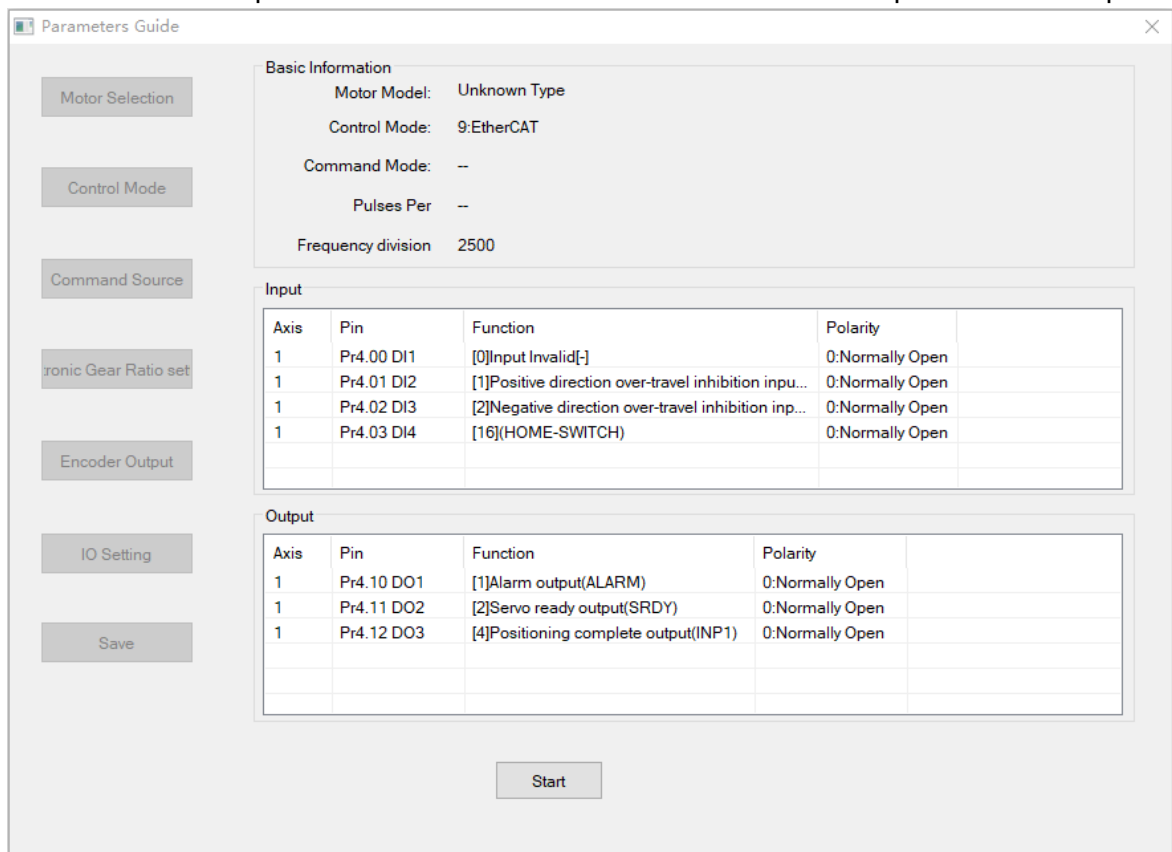 Parameters Guide
Motor Selection
Control Mode
Command Source
tronic Gear Ratio set
Encoder Output
IO Setting
Save
Basic Information
Motor Model: Unknown Type
Control Mode: 9:EtherCAT
Command Mode: --
Pulses Per --
Frequency division 2500
Input
Axis Pin Function Polarity
1 Pr4.00 DI1 [0]Input Invalid[-] 0:Normally Open
1 Pr4.01 DI2 [1]Positive direction over-travel inhibition inpu... 0:Normally Open
1 Pr4.02 DI3 [2]Negative direction over-travel inhibition inp... 0:Normally Open
1 Pr4.03 DI4 [16](HOME-SWITCH) 0:Normally Open
Output
Axis Pin Function Polarity
1 Pr4.10 DO1 [1]Alarm output(ALARM) 0:Normally Open
1 Pr4.11 DO2 [2]Servo ready output(SRDY) 0:Normally Open
1 Pr4.12 DO3 [4]Positioning complete output(INP1) 0:Normally Open
Start